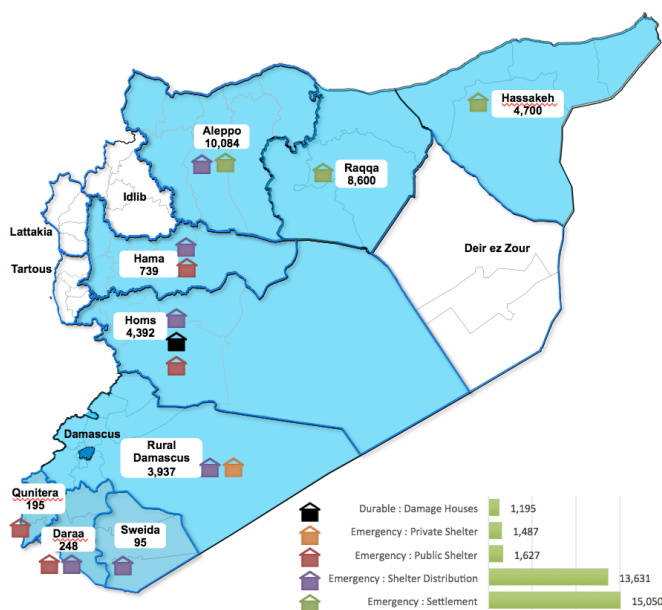 Hassakeh
4,700
Aleppo
10,084
Raqqa
8,600
Idlib
Lattakia
Deir ez Zour
Hama
739
Tartous
Homs
4,392
Damascus
Rural
Damascus
3,937
Qunitera
195
Daraa
248
Sweida
95
Durable : Damage Houses 1,195
Emergency : Private Shelter 1,487
Emergency : Public Shelter 1,627
Emergency : Shelter Distribution 13,631
Emergency : Settlement 15,050